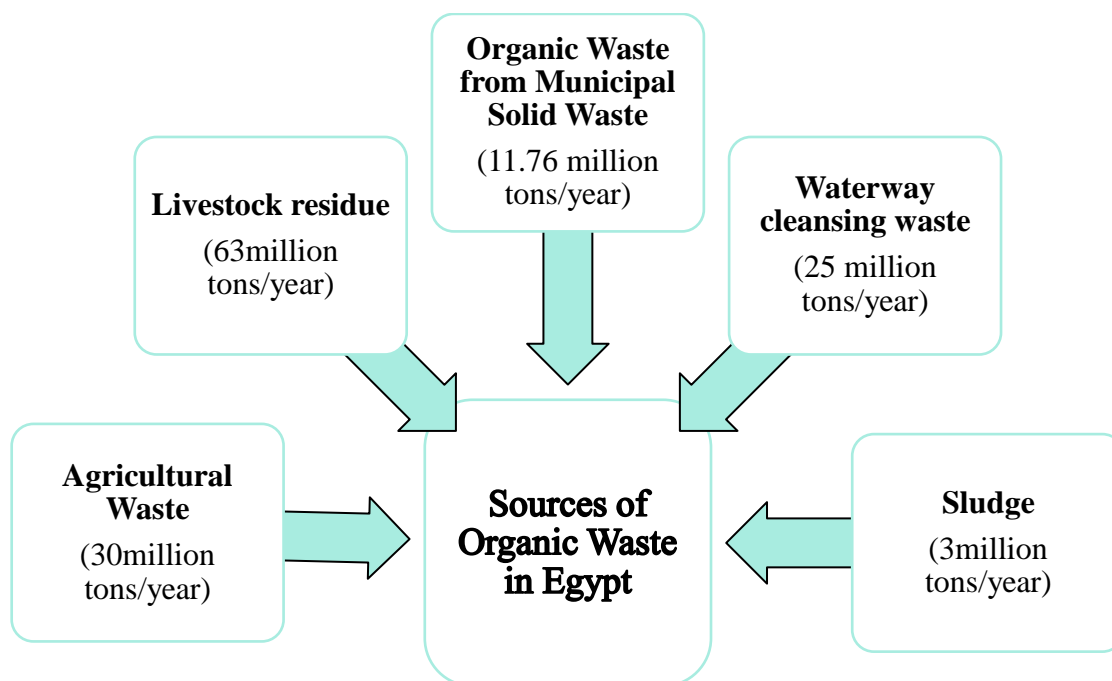 Organic Waste
from Municipal
Solid Waste
(11.76 million
tons/year)
Livestock residue
(63million
tons/year)
Waterway
cleansing waste
(25 million
tons/year)
Agricultural
Waste
(30million
tons/year)
Sources of
Organic Waste
in Egypt
Sludge
(3million
tons/year)